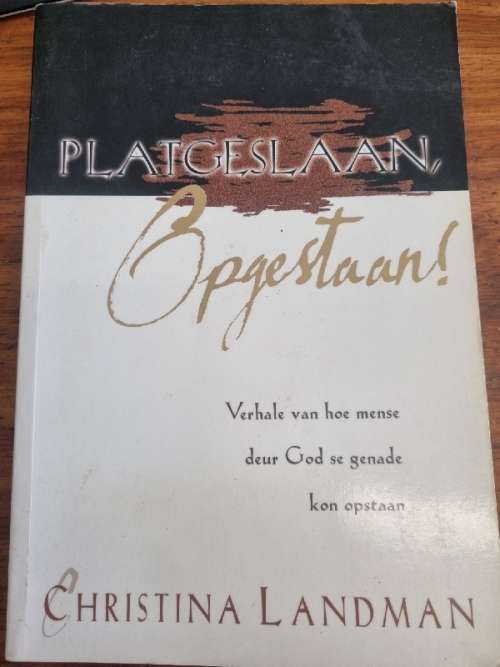 PLATGESLAAN,
Opgestaan!
Verhale van hoe mense
deur God se genade
kon opstaan
CHRISTINA LANDMAN